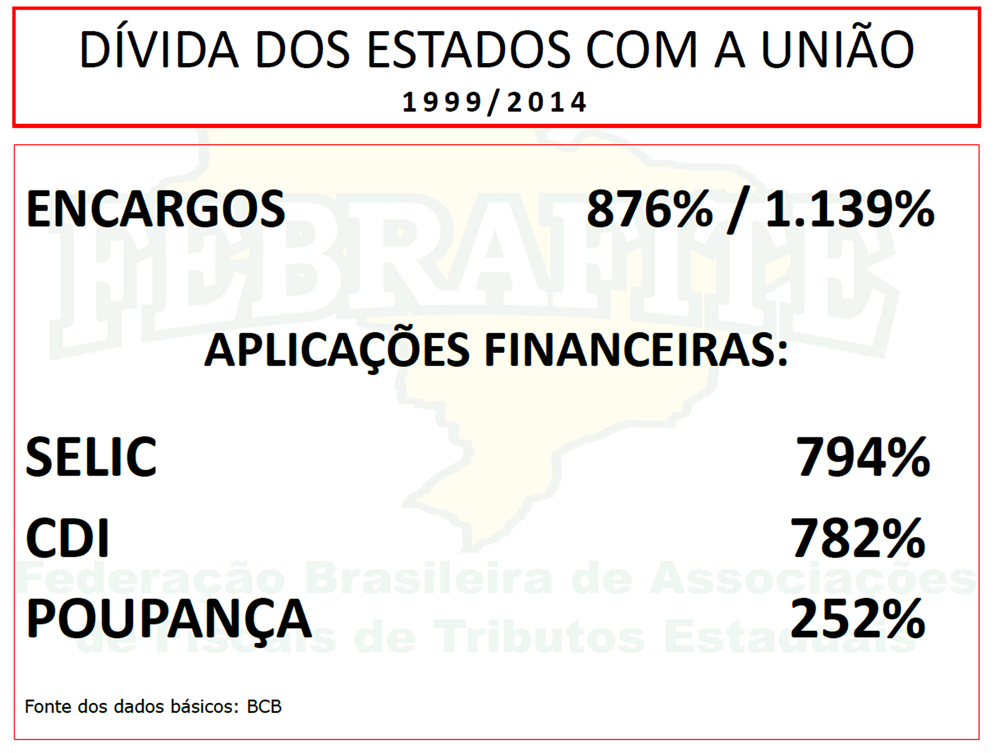 DÍVIDA DOS ESTADOS COM A UNIÃO
1999/2014
ENCARGOS 876% / 1.139%
FEBRAFITE
APLICAÇÕES FINANCEIRAS:
SELIC 794%
CDI 782%
Federação Brasileira de Associações
POUPANÇA 252%
de Fiscais de Tributos Estaduais
Fonte dos dados básicos: BCB